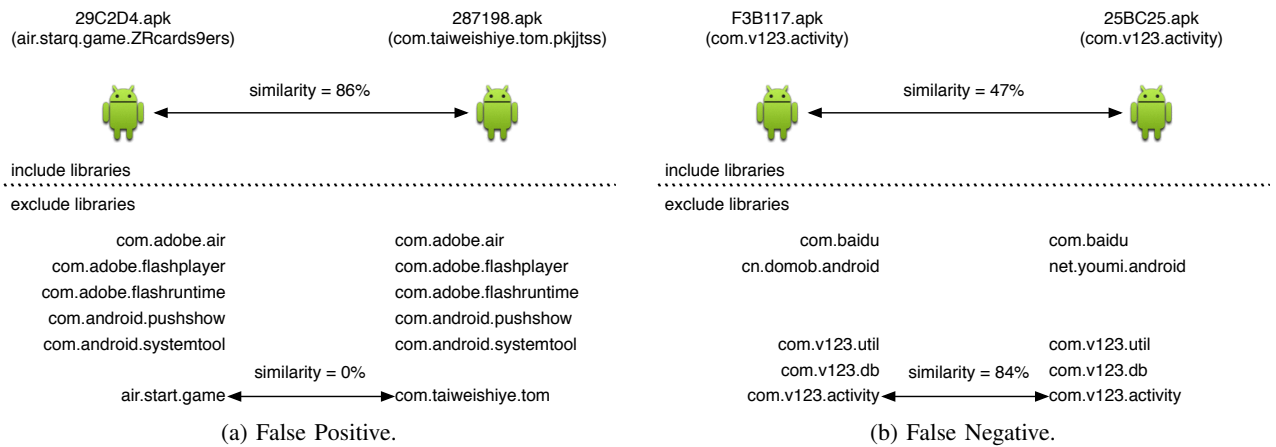 29C2D4.apk
(air.starq.game.ZRcards9ers)
287198.apk
(com.taiweishiye.tom.pkjjtss)
similarity = 86%
include libraries
exclude libraries
com.adobe.air
com.adobe.air
com.adobe.flashplayer
com.adobe.flashplayer
com.adobe.flashruntime
com.adobe.flashruntime
com.android.pushshow
com.android.pushshow
com.android.systemtool
com.android.systemtool
similarity = 0%
air.start.game
com.taiweishiye.tom
(a) False Positive.
F3B117.apk
(com.v123.activity)
25BC25.apk
(com.v123.activity)
similarity = 47%
include libraries
exclude libraries
com.baidu
com.baidu
cn.domob.android
net.youmi.android
com.v123.util
com.v123.util
com.v123.db
similarity = 84%
com.v123.db
com.v123.activity
com.v123.activity
(b) False Negative.